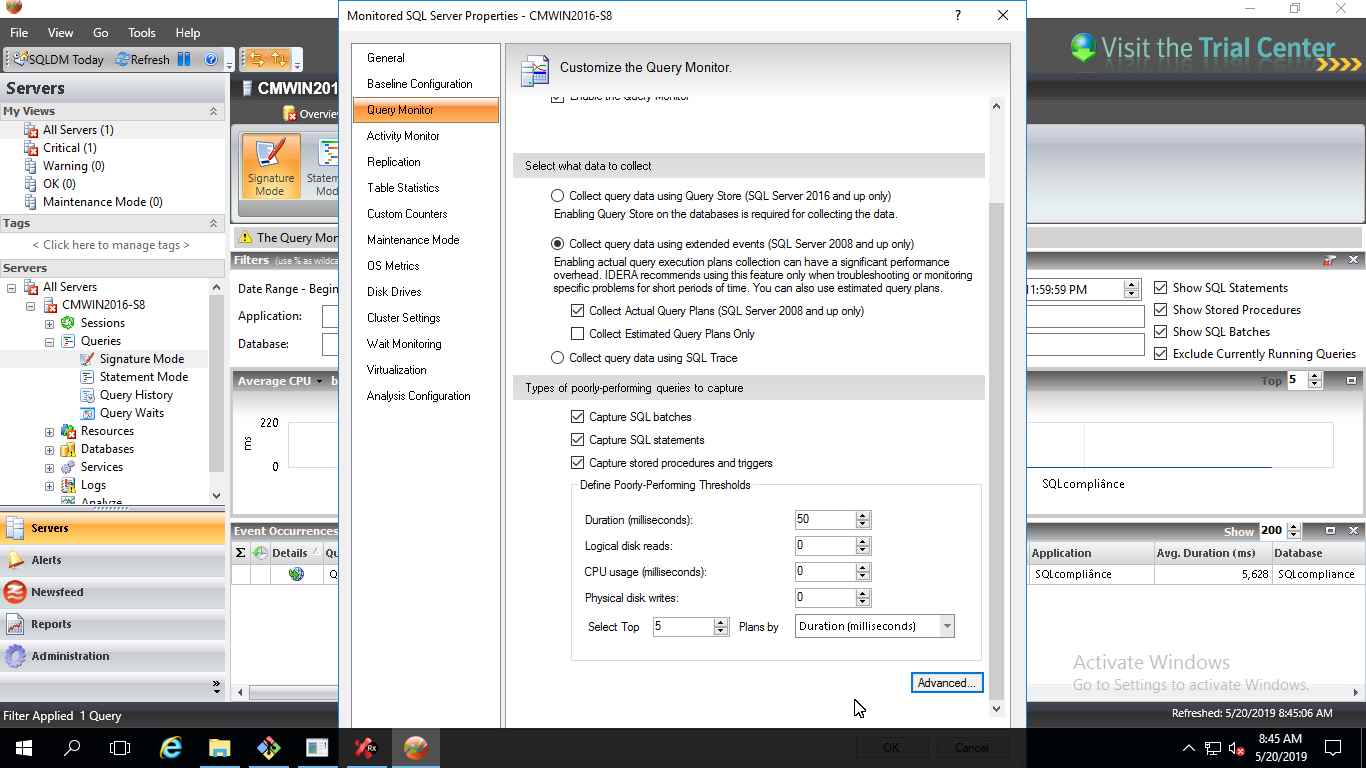 Monitored SQL Server Properties - CMWIN2016-S8
?
File View Go Tools Help
SQLDM Today Refresh
Visit the Trial Center
Servers
My Views
All Servers (1)
Critical (1)
Warning (0)
OK (0)
Maintenance Mode (0)
Tags
< Click here to manage tags >
Servers
All Servers
CMWIN2016-S8
Sessions
Queries
Signature Mode
Statement Mode
Query History
Query Waits
Resources
Databases
Services
Logs
Analyze
Servers
Alerts
Newsfeed
Reports
Administration
Filter Applied 1 Query
CMWIN201
Overvie
Signature Mode
Statem Mod
The Query Mon
Filters (use % as wildca
Date Range - Begin
Application:
Database:
Average CPU b
220
ms
0
Event Occurrences
Σ Details Qu
Q
General
Baseline Configuration
Query Monitor
Activity Monitor
Replication
Table Statistics
Custom Counters
Maintenance Mode
OS Metrics
Disk Drives
Cluster Settings
Wait Monitoring
Virtualization
Analysis Configuration
Customize the Query Monitor.
Enable the Query Monitor
Select what data to collect
Collect query data using Query Store (SQL Server 2016 and up only)
Enabling Query Store on the databases is required for collecting the data.
Collect query data using extended events (SQL Server 2008 and up only)
Enabling actual query execution plans collection can have a significant performance
overhead. IDERA recommends using this feature only when troubleshooting or monitoring
specific problems for short periods of time. You can also use estimated query plans.
Collect Actual Query Plans (SQL Server 2008 and up only)
Collect Estimated Query Plans Only
Collect query data using SQL Trace
Types of poorly-performing queries to capture
Capture SQL batches
Capture SQL statements
Capture stored procedures and triggers
Define Poorly-Performing Thresholds
Duration (milliseconds): 50
Logical disk reads: 0
CPU usage (milliseconds): 0
Physical disk writes: 0
Select Top 5 Plans by Duration (milliseconds)
Advanced...
OK Cancel
11:59:59 PM
Show SQL Statements
Show Stored Procedures
Show SQL Batches
Exclude Currently Running Queries
Top 5
SQLcompliânce
Show 200
Application Avg. Duration (ms) Database
SQLcompliânce 5,628 SQLcompliance
Activate Windows
Go to Settings to activate Windows.
Refreshed: 5/20/2019 8:45:06 AM
Rx
8:45 AM
5/20/2019